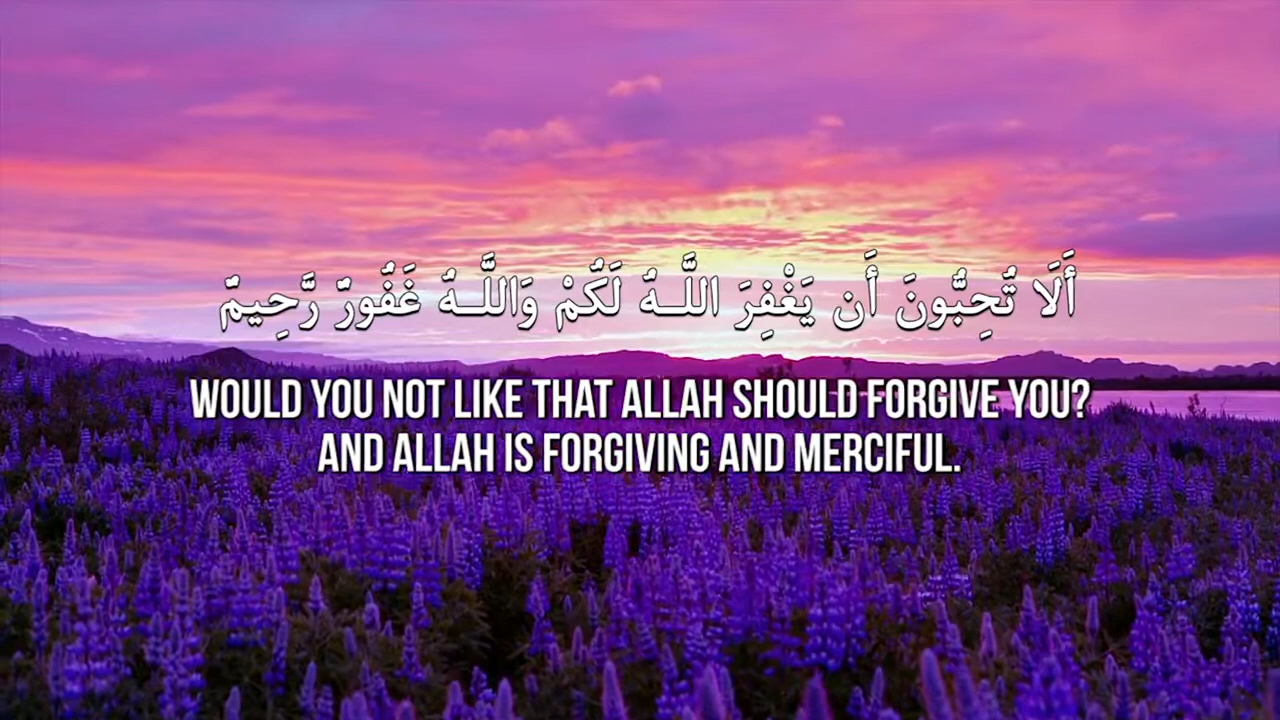 أَلَا تُحِبُّونَ أَن يَغْفِرَ اللَّـهُ لَكُمْ وَاللَّـهُ غَفُورٌ رَّحِيمٌ
WOULD YOU NOT LIKE THAT ALLAH SHOULD FORGIVE YOU?
AND ALLAH IS FORGIVING AND MERCIFUL.